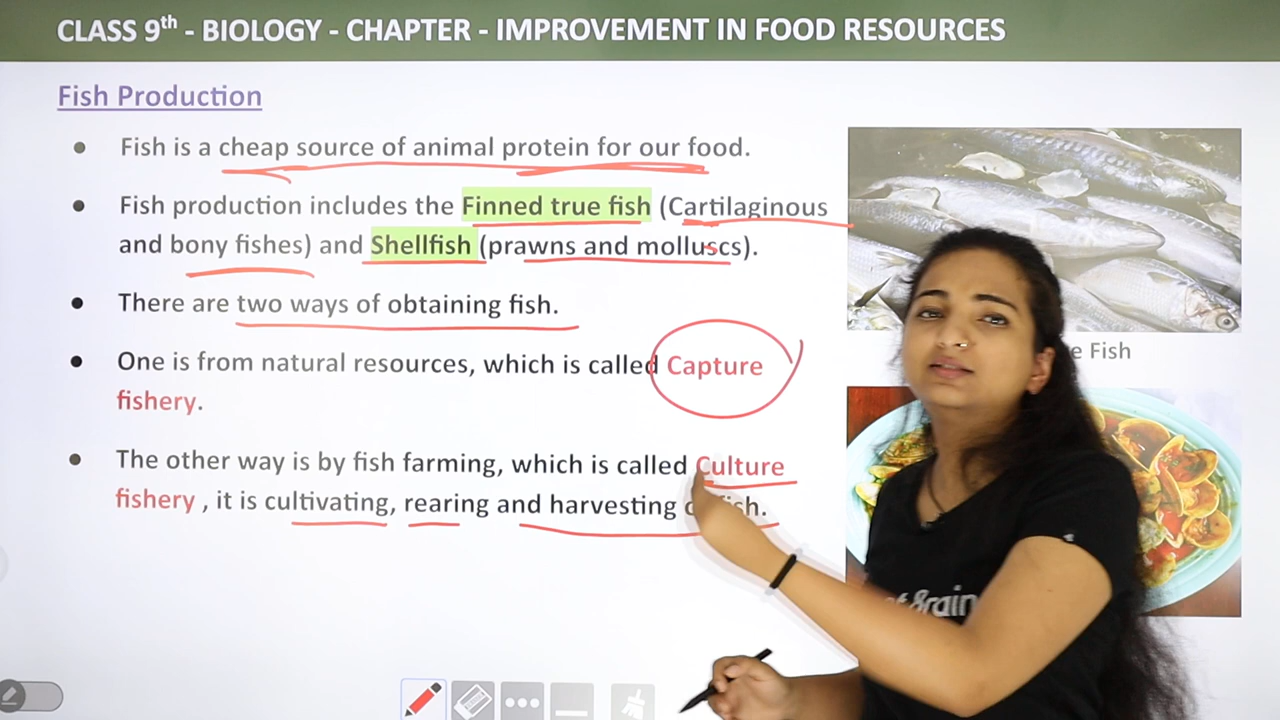 CLASS 9th - BIOLOGY - CHAPTER - IMPROVEMENT IN FOOD RESOURCES
Fish Production
• Fish is a cheap source of animal protein for our food.
• Fish production includes the Finned true fish (Cartilaginous
and bony fishes) and Shellfish (prawns and molluscs).
• There are two ways of obtaining fish.
• One is from natural resources, which is called Capture
fishery.
• The other way is by fish farming, which is called Culture
fishery , it is cultivating, rearing and harvesting fish.
Fish